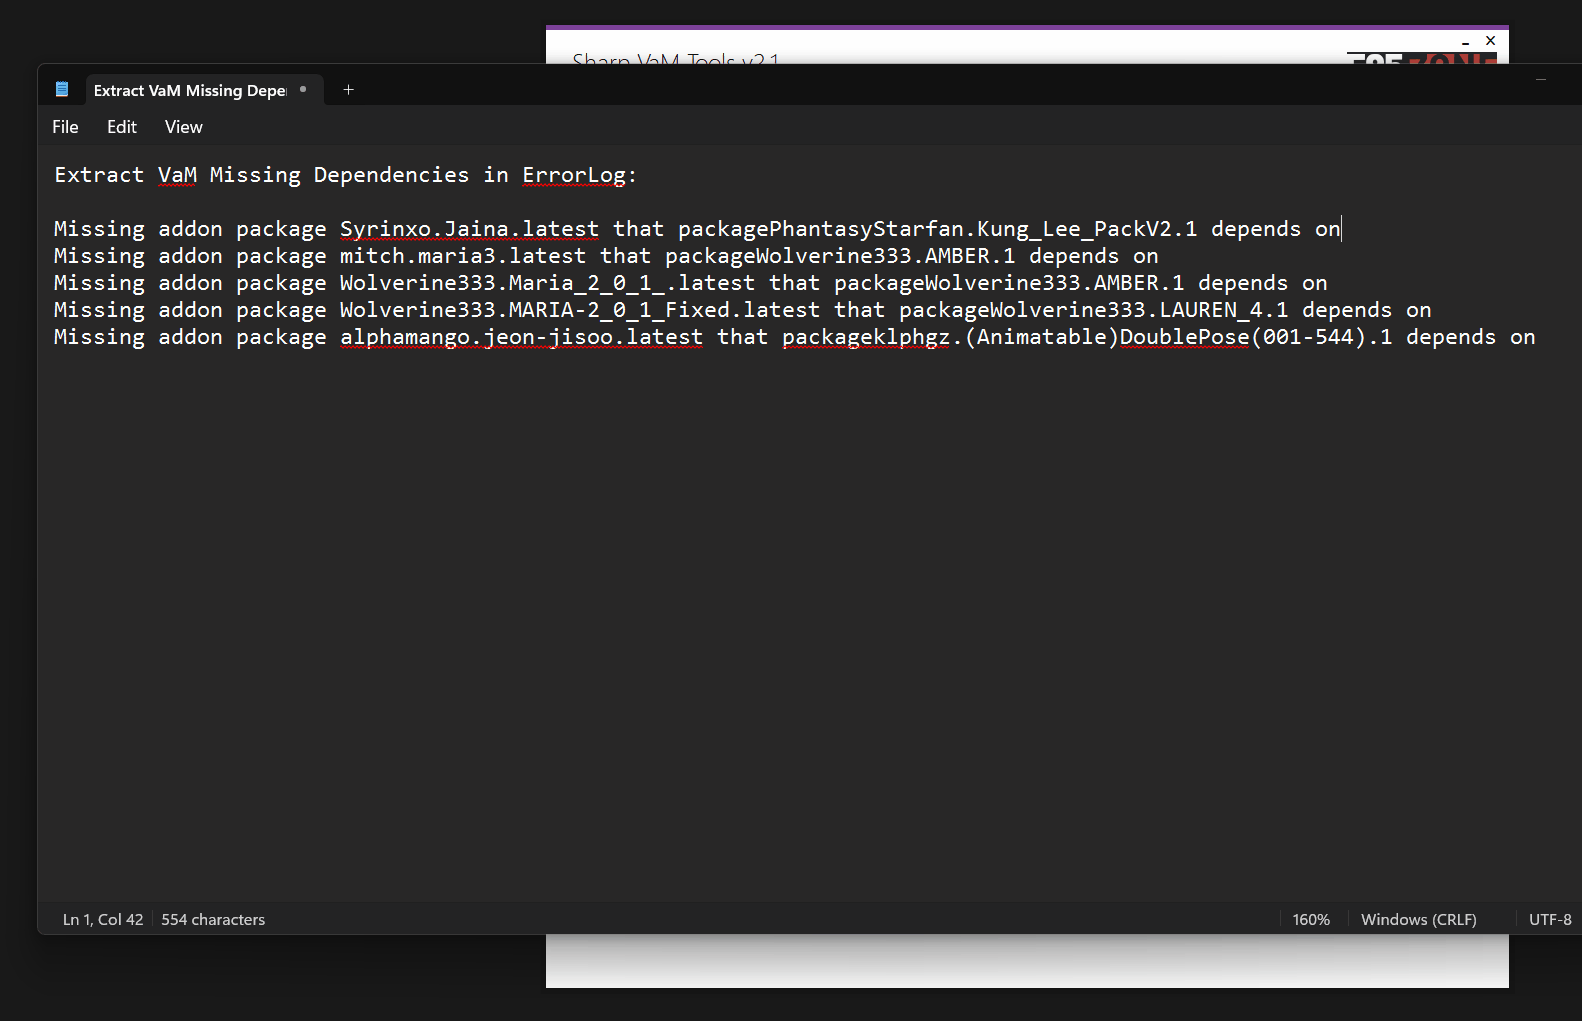 Sharp VaM Tools v2.1
Extract VaM Missing Depe
File Edit View
Extract VaM Missing Dependencies in ErrorLog:
Missing addon package Syrinxo.Jaina.latest that packagePhantasyStarfan.Kung_Lee_PackV2.1 depends on
Missing addon package mitch.maria3.latest that packageWolverine333.AMBER.1 depends on
Missing addon package Wolverine333.Maria_2_0_1_.latest that packageWolverine333.AMBER.1 depends on
Missing addon package Wolverine333.MARIA-2_0_1_Fixed.latest that packageWolverine333.LAUREN_4.1 depends on
Missing addon package alphamango.jeon-jisoo.latest that packageklphgz.(Animatable)DoublePose(001-544).1 depends on
Ln 1, Col 42 554 characters 160% Windows (CRLF) UTF-8